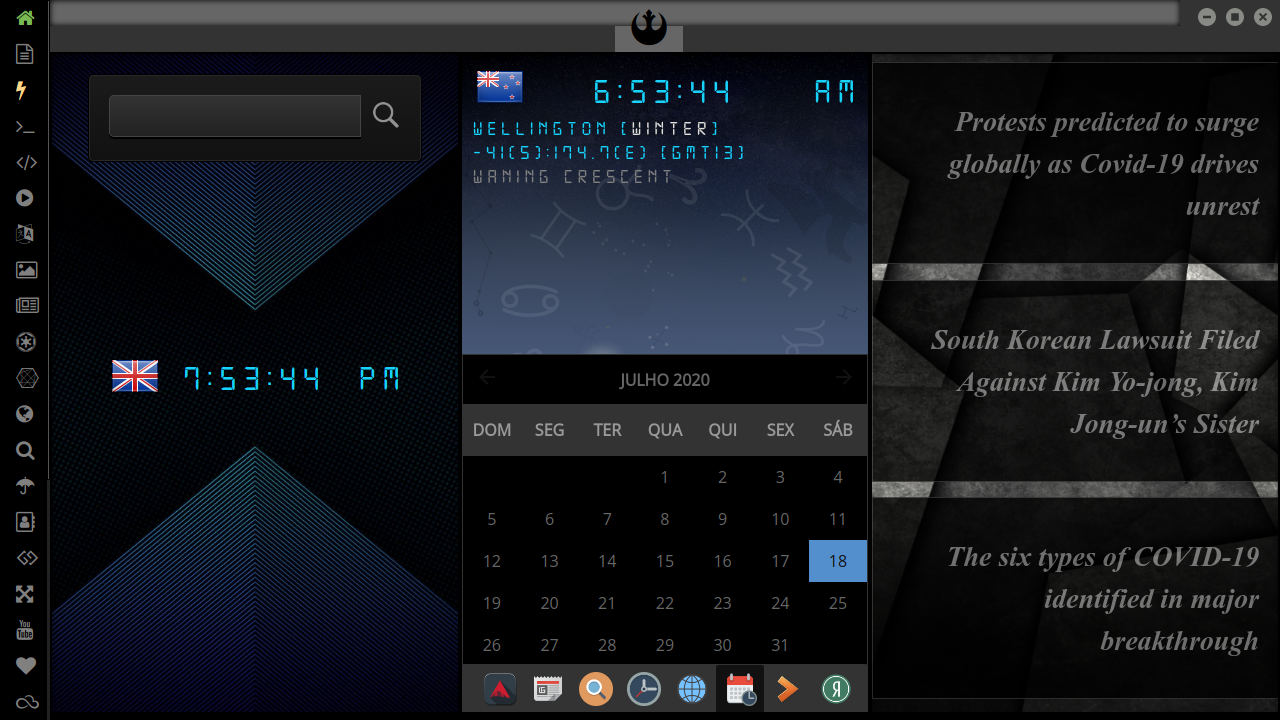 7:53:44 PM
6:53:44 AM
WELLINGTON [WINTER]
-41(S):174.7(E) [GMT13]
WANING CRESCENT
JULHO 2020
DOM SEG TER QUA QUI SEX SÁB
1 2 3 4
5 6 7 8 9 10 11
12 13 14 15 16 17 18
19 20 21 22 23 24 25
26 27 28 29 30 31
Protests predicted to surge
globally as Covid-19 drives
unrest
South Korean Lawsuit Filed
Against Kim Yo-jong, Kim
Jong-un’s Sister
The six types of COVID-19
identified in major
breakthrough
You
Tube